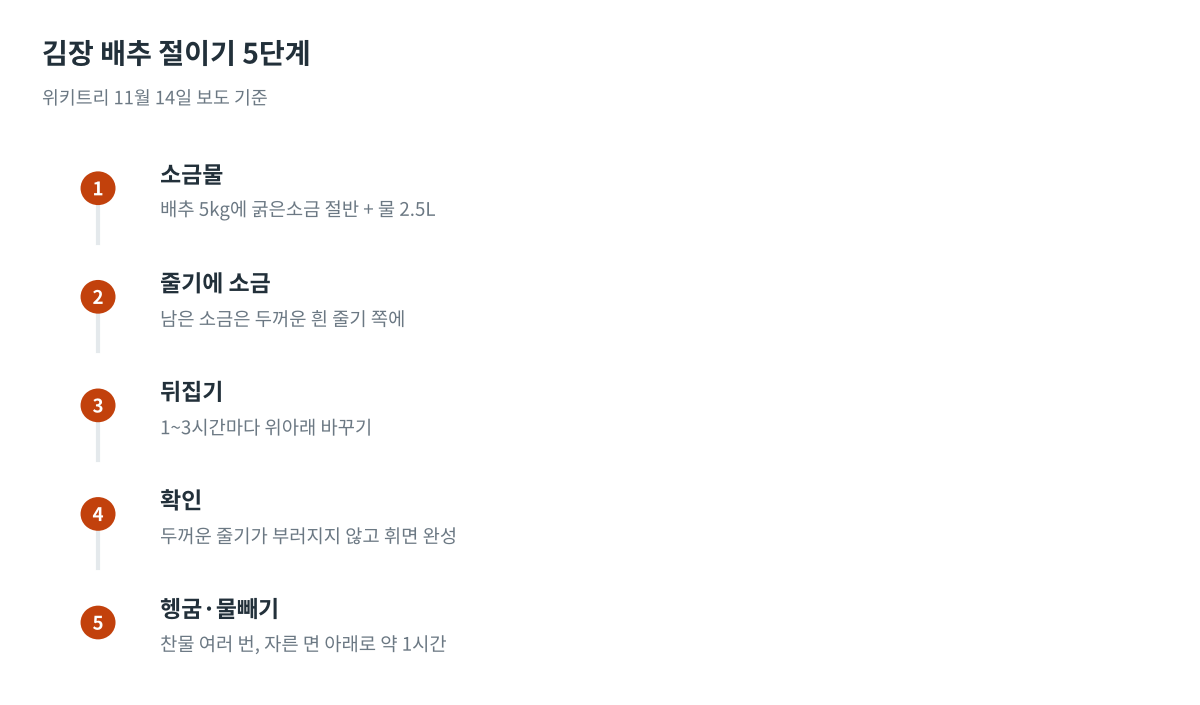 김장 배추 절이기 5단계
위키트리 11월 14일 보도 기준
1
소금물
배추 5kg에 굵은소금 절반 + 물 2.5L
2
줄기에 소금
남은 소금은 두꺼운 흰 줄기 쪽에
3
뒤집기
1~3시간마다 위아래 바꾸기
4
확인
두꺼운 줄기가 부러지지 않고 휘면 완성
5
헹굼·물빼기
찬물 여러 번, 자른 면 아래로 약 1시간